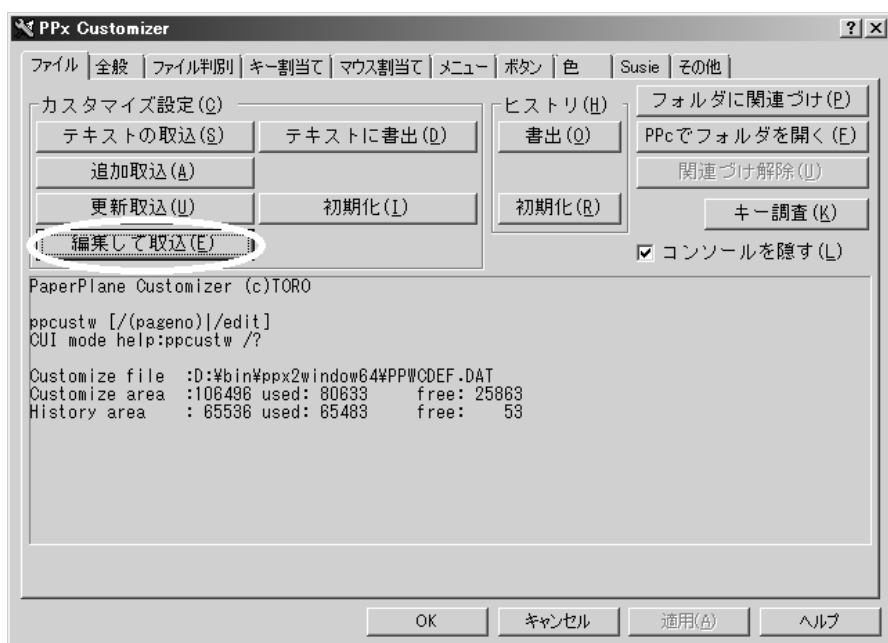 PPx Customizer
ファイル 全般 ファイル判別 キー割当て マウス割当て メニュー ボタン 色 Susie その他
カスタマイズ設定(C)
テキストの取込(S) テキストに書出(D)
追加取込(A)
更新取込(U) 初期化(I)
編集して取込(E)
ヒストリ(H)
書出(O)
初期化(R)
フォルダに関連づけ(P)
PPcでフォルダを開く(F)
関連づけ解除(U)
キー調査(K)
コンソールを隠す(L)
PaperPlane Customizer (c)TORO
ppcustw [/(pageno)|/edit]
CUI mode help:ppcustw /?
Customize file :D:¥bin¥ppx2window64¥PPWCDEF.DAT
Customize area :106496 used: 80633 free: 25863
History area : 65536 used: 65483 free: 53
OK キャンセル 適用(A) ヘルプ